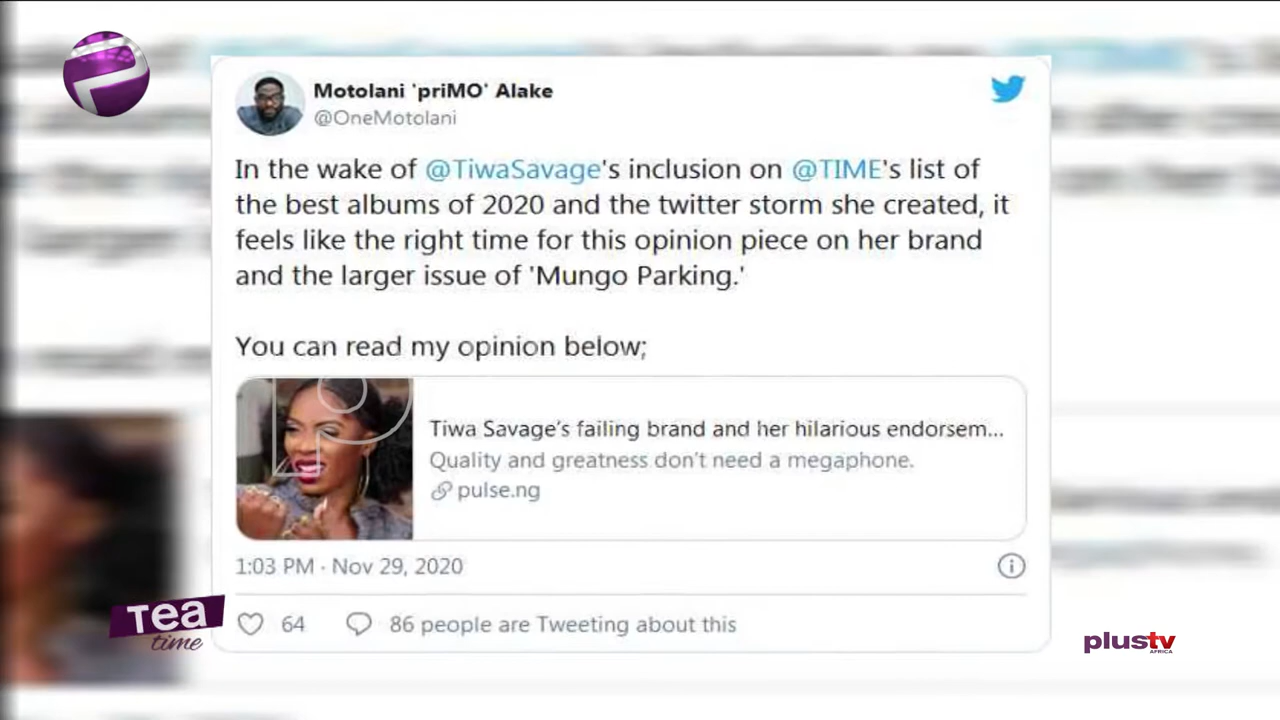 Motolani 'priMO' Alake
@OneMotolani
In the wake of @TiwaSavage's inclusion on @TIME's list of
the best albums of 2020 and the twitter storm she created, it
feels like the right time for this opinion piece on her brand
and the larger issue of 'Mungo Parking.'
You can read my opinion below;
Tiwa Savage's failing brand and her hilarious endorsem...
Quality and greatness don't need a megaphone.
pulse.ng
1:03 PM · Nov 29, 2020
64 86 people are Tweeting about this
Tea
time
plustv
AFRICA